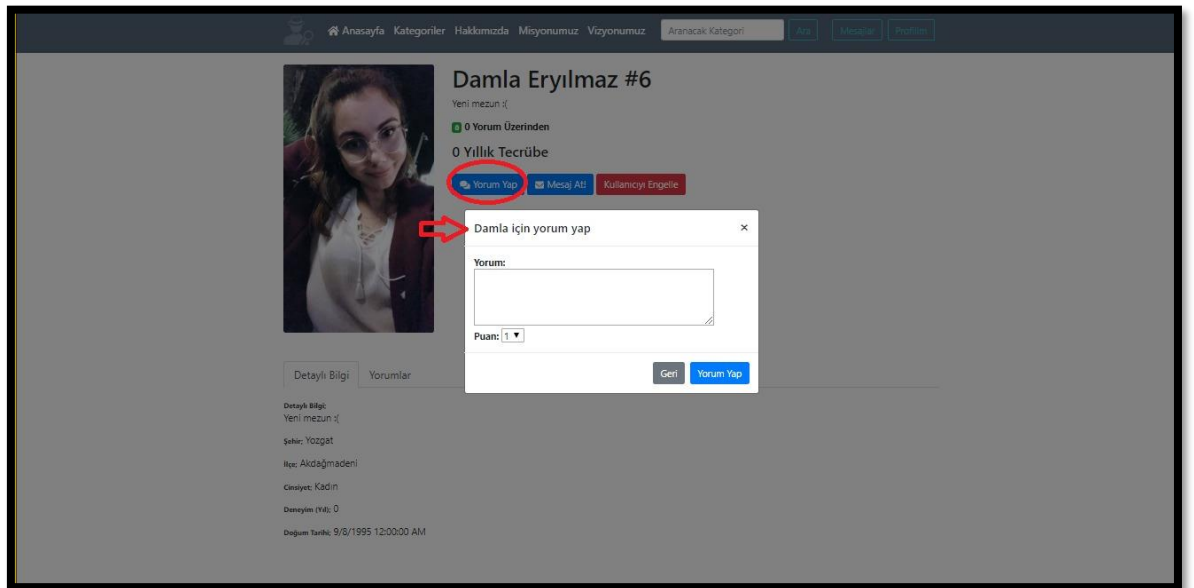 Anasayfa Kategoriler Hakkımızda Misyonumuz Vizyonumuz Aranacak Kategori Ara Mesajlar Profilim
Damla Eryılmaz #6
Yeni mezun :(
0 0 Yorum Üzerinden
0 Yıllık Tecrübe
Yorum Yap Mesaj At! Kullanıcıyı Engelle
Damla için yorum yap ×
Yorum:
Puan: 1
Geri Yorum Yap
Detaylı Bilgi Yorumlar
Detaylı Bilgi;
Yeni mezun :(
Şehir; Yozgat
İlçe; Akdağmadeni
Cinsiyet; Kadın
Deneyim (Yıl); 0
Doğum Tarihi; 9/8/1995 12:00:00 AM